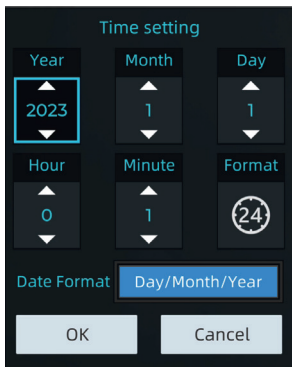 Time setting
Year Month Day
2023 1 1
Hour Minute Format
0 1 24
Date Format Day/Month/Year
OK Cancel